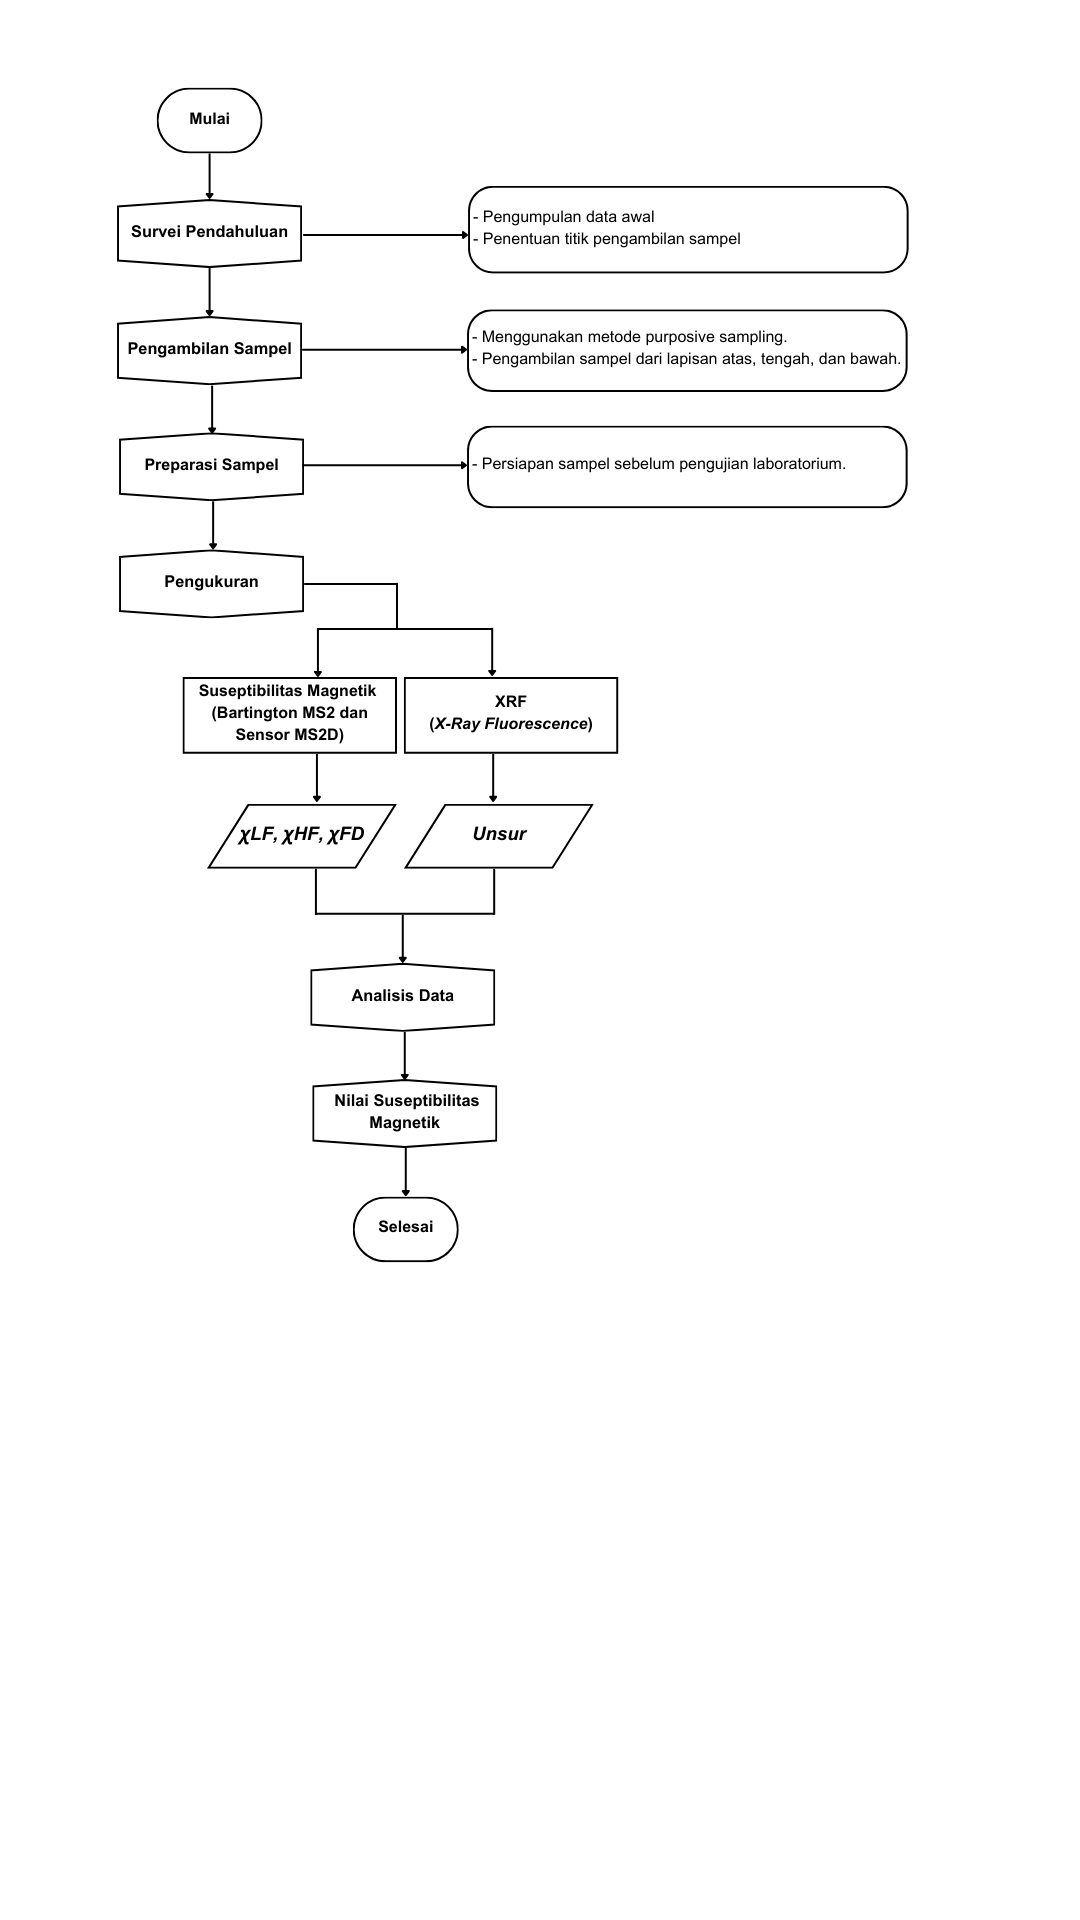 Mulai
Survei Pendahuluan
- Pengumpulan data awal
- Penentuan titik pengambilan sampel
Pengambilan Sampel
- Menggunakan metode purposive sampling.
- Pengambilan sampel dari lapisan atas, tengah, dan bawah.
Preparasi Sampel
- Persiapan sampel sebelum pengujian laboratorium.
Pengukuran
Suseptibilitas Magnetik
(Bartington MS2 dan
Sensor MS2D)
XRF
(X-Ray Fluorescence)
χLF, χHF, χFD
Unsur
Analisis Data
Nilai Suseptibilitas
Magnetik
Selesai